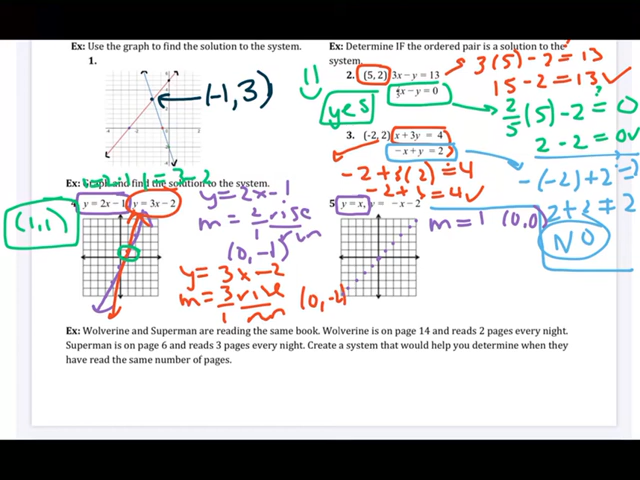 Ex: Use the graph to find the solution to the system.
1.
(-1, 3)
Ex: Determine IF the ordered pair is a solution to the
system.
2. (5, 2) 3x − y = 13
x − y = 0
yes
3(5) - 2 = 13
15 - 2 = 13 ✓
2/5 (5) - 2 = 0
2 - 2 = 0 ✓
3. (-2, 2) x + 3y = 4
−x + y = 2
-2 + 3(2) = 4
4 ✓
-(-2) + 2 = 2
2 + 2 ≠ 2
NO
Ex: and find the solution to the system.
y = 2x − 1 y = 3x − 2
(1, 1)
y = 2x - 1
m = 2/1 rise/run
(0, -1)
y = 3x - 2
m = 3/1 rise/run (0, -2)
5 y = x, y = −x − 2
m = 1 (0, 0)
Ex: Wolverine and Superman are reading the same book. Wolverine is on page 14 and reads 2 pages every night.
Superman is on page 6 and reads 3 pages every night. Create a system that would help you determine when they
have read the same number of pages.